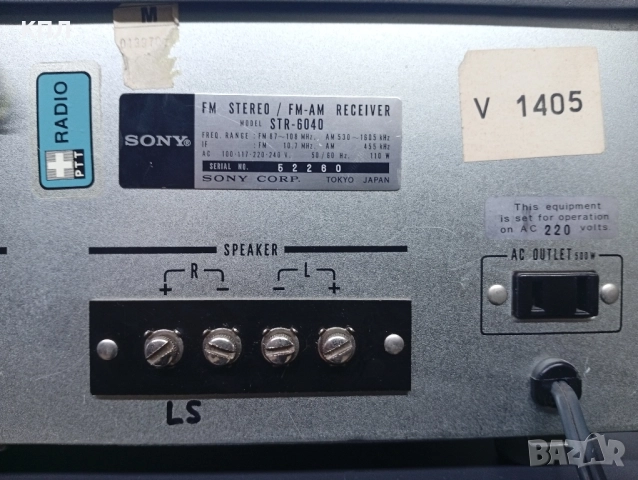 К.П.Д.
M
RADIO
PTT
SONY®
FM STEREO / FM-AM RECEIVER
MODEL STR-6040
FREQ. RANGE : FM 87 - 108 MHz, AM 530 - 1605 kHz
IF : FM 10.7 MHz, AM 455 kHz
AC 100-117-220-240 V. 50/60 Hz. 110 W
SERIAL NO. 52260
SONY CORP. TOKYO JAPAN
V 1405
This equipment
is set for operation
on AC 220 volts.
SPEAKER
AC OUTLET 500W
R L
+ − − +
LS
BAZAR